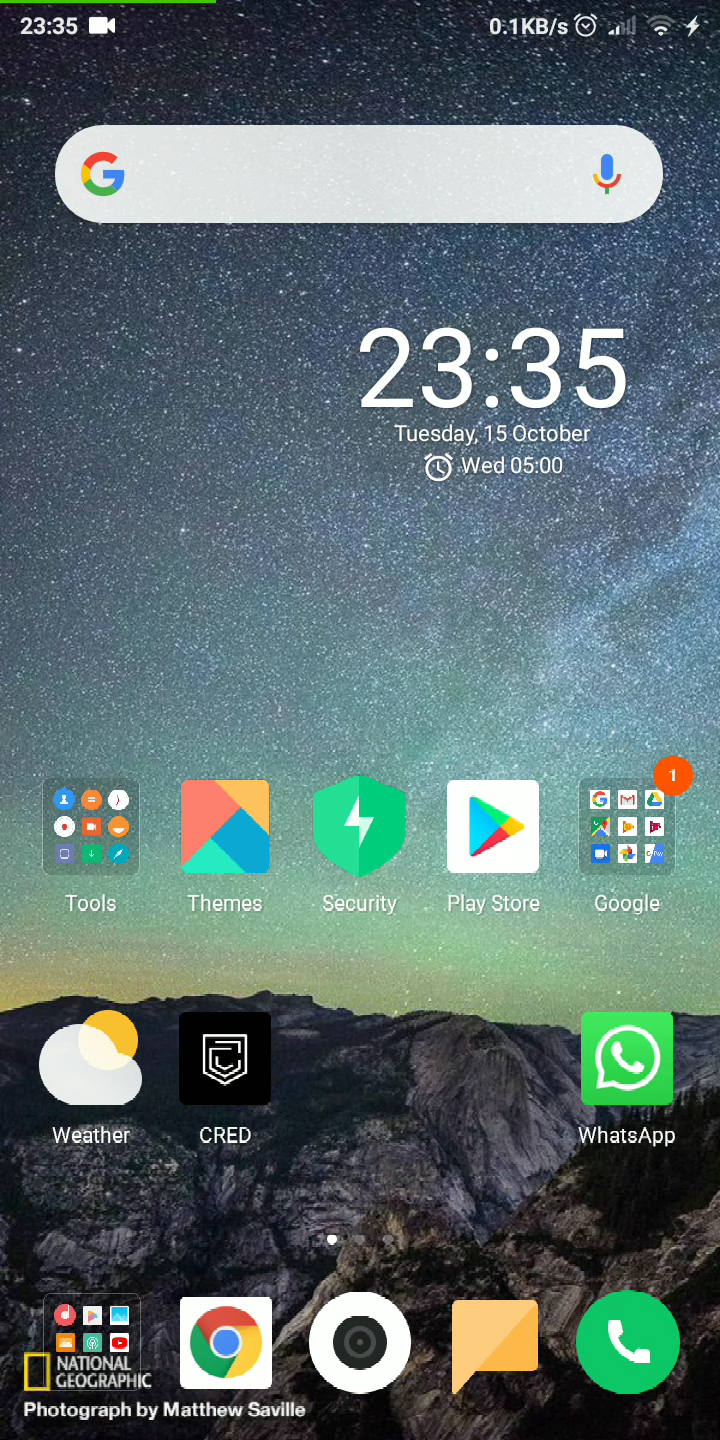 23:35
0.1KB/s
23:35
Tuesday, 15 October
Wed 05:00
1
Tools
Themes
Security
Play Store
Google
Weather
CRED
WhatsApp
NATIONAL
GEOGRAPHIC
Photograph by Matthew Saville